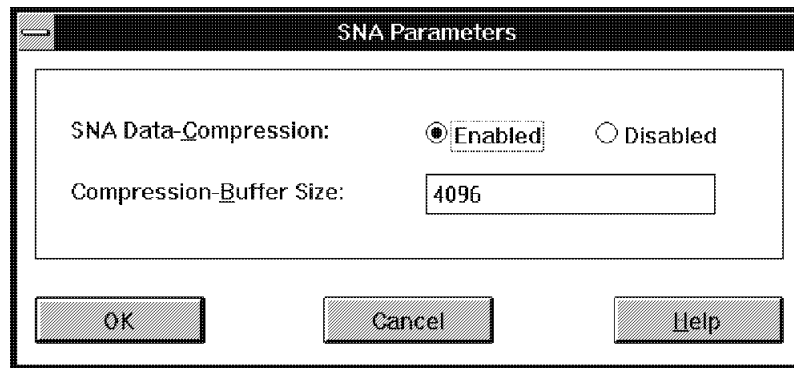 SNA Parameters
SNA Data-Compression: Enabled Disabled
Compression-Buffer Size: 4096
OK Cancel Help